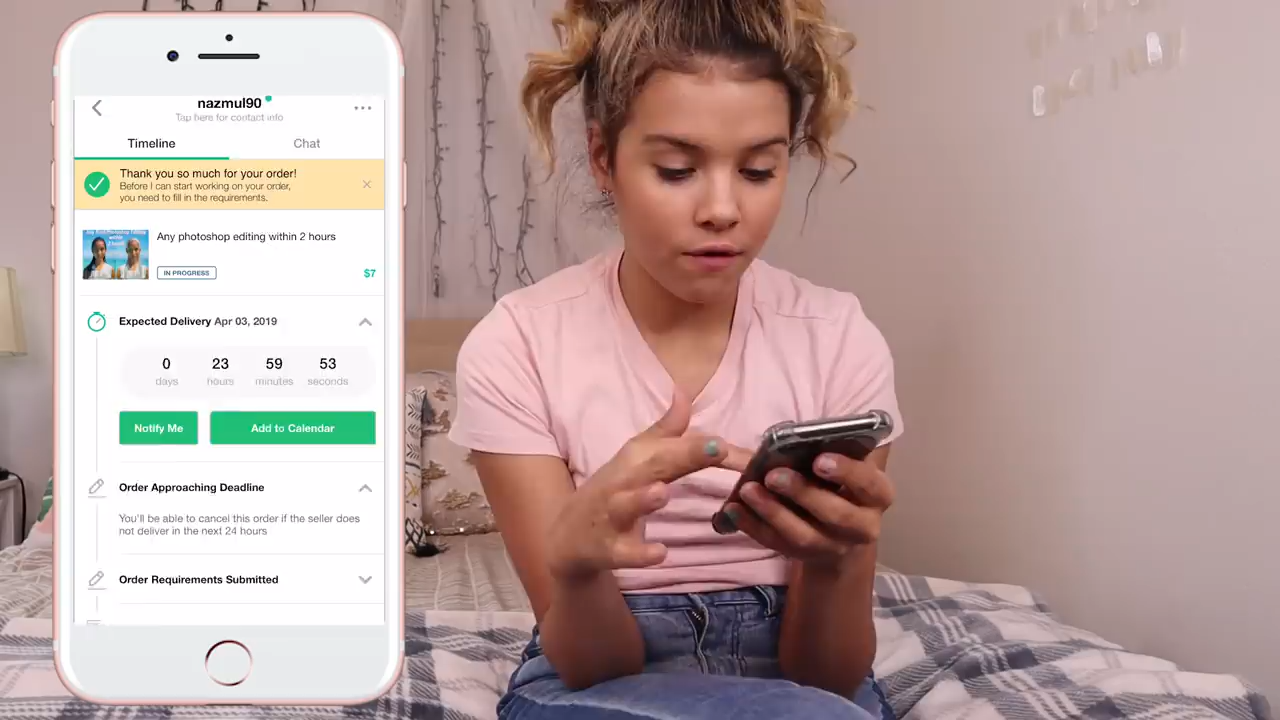 nazmul90
Tap here for contact info
Timeline
Chat
Thank you so much for your order!
Before I can start working on your order,
you need to fill in the requirements.
Any photoshop editing within 2 hours
IN PROGRESS
$7
Expected Delivery Apr 03, 2019
0 23 59 53
days hours minutes seconds
Notify Me
Add to Calendar
Order Approaching Deadline
You'll be able to cancel this order if the seller does
not deliver in the next 24 hours
Order Requirements Submitted